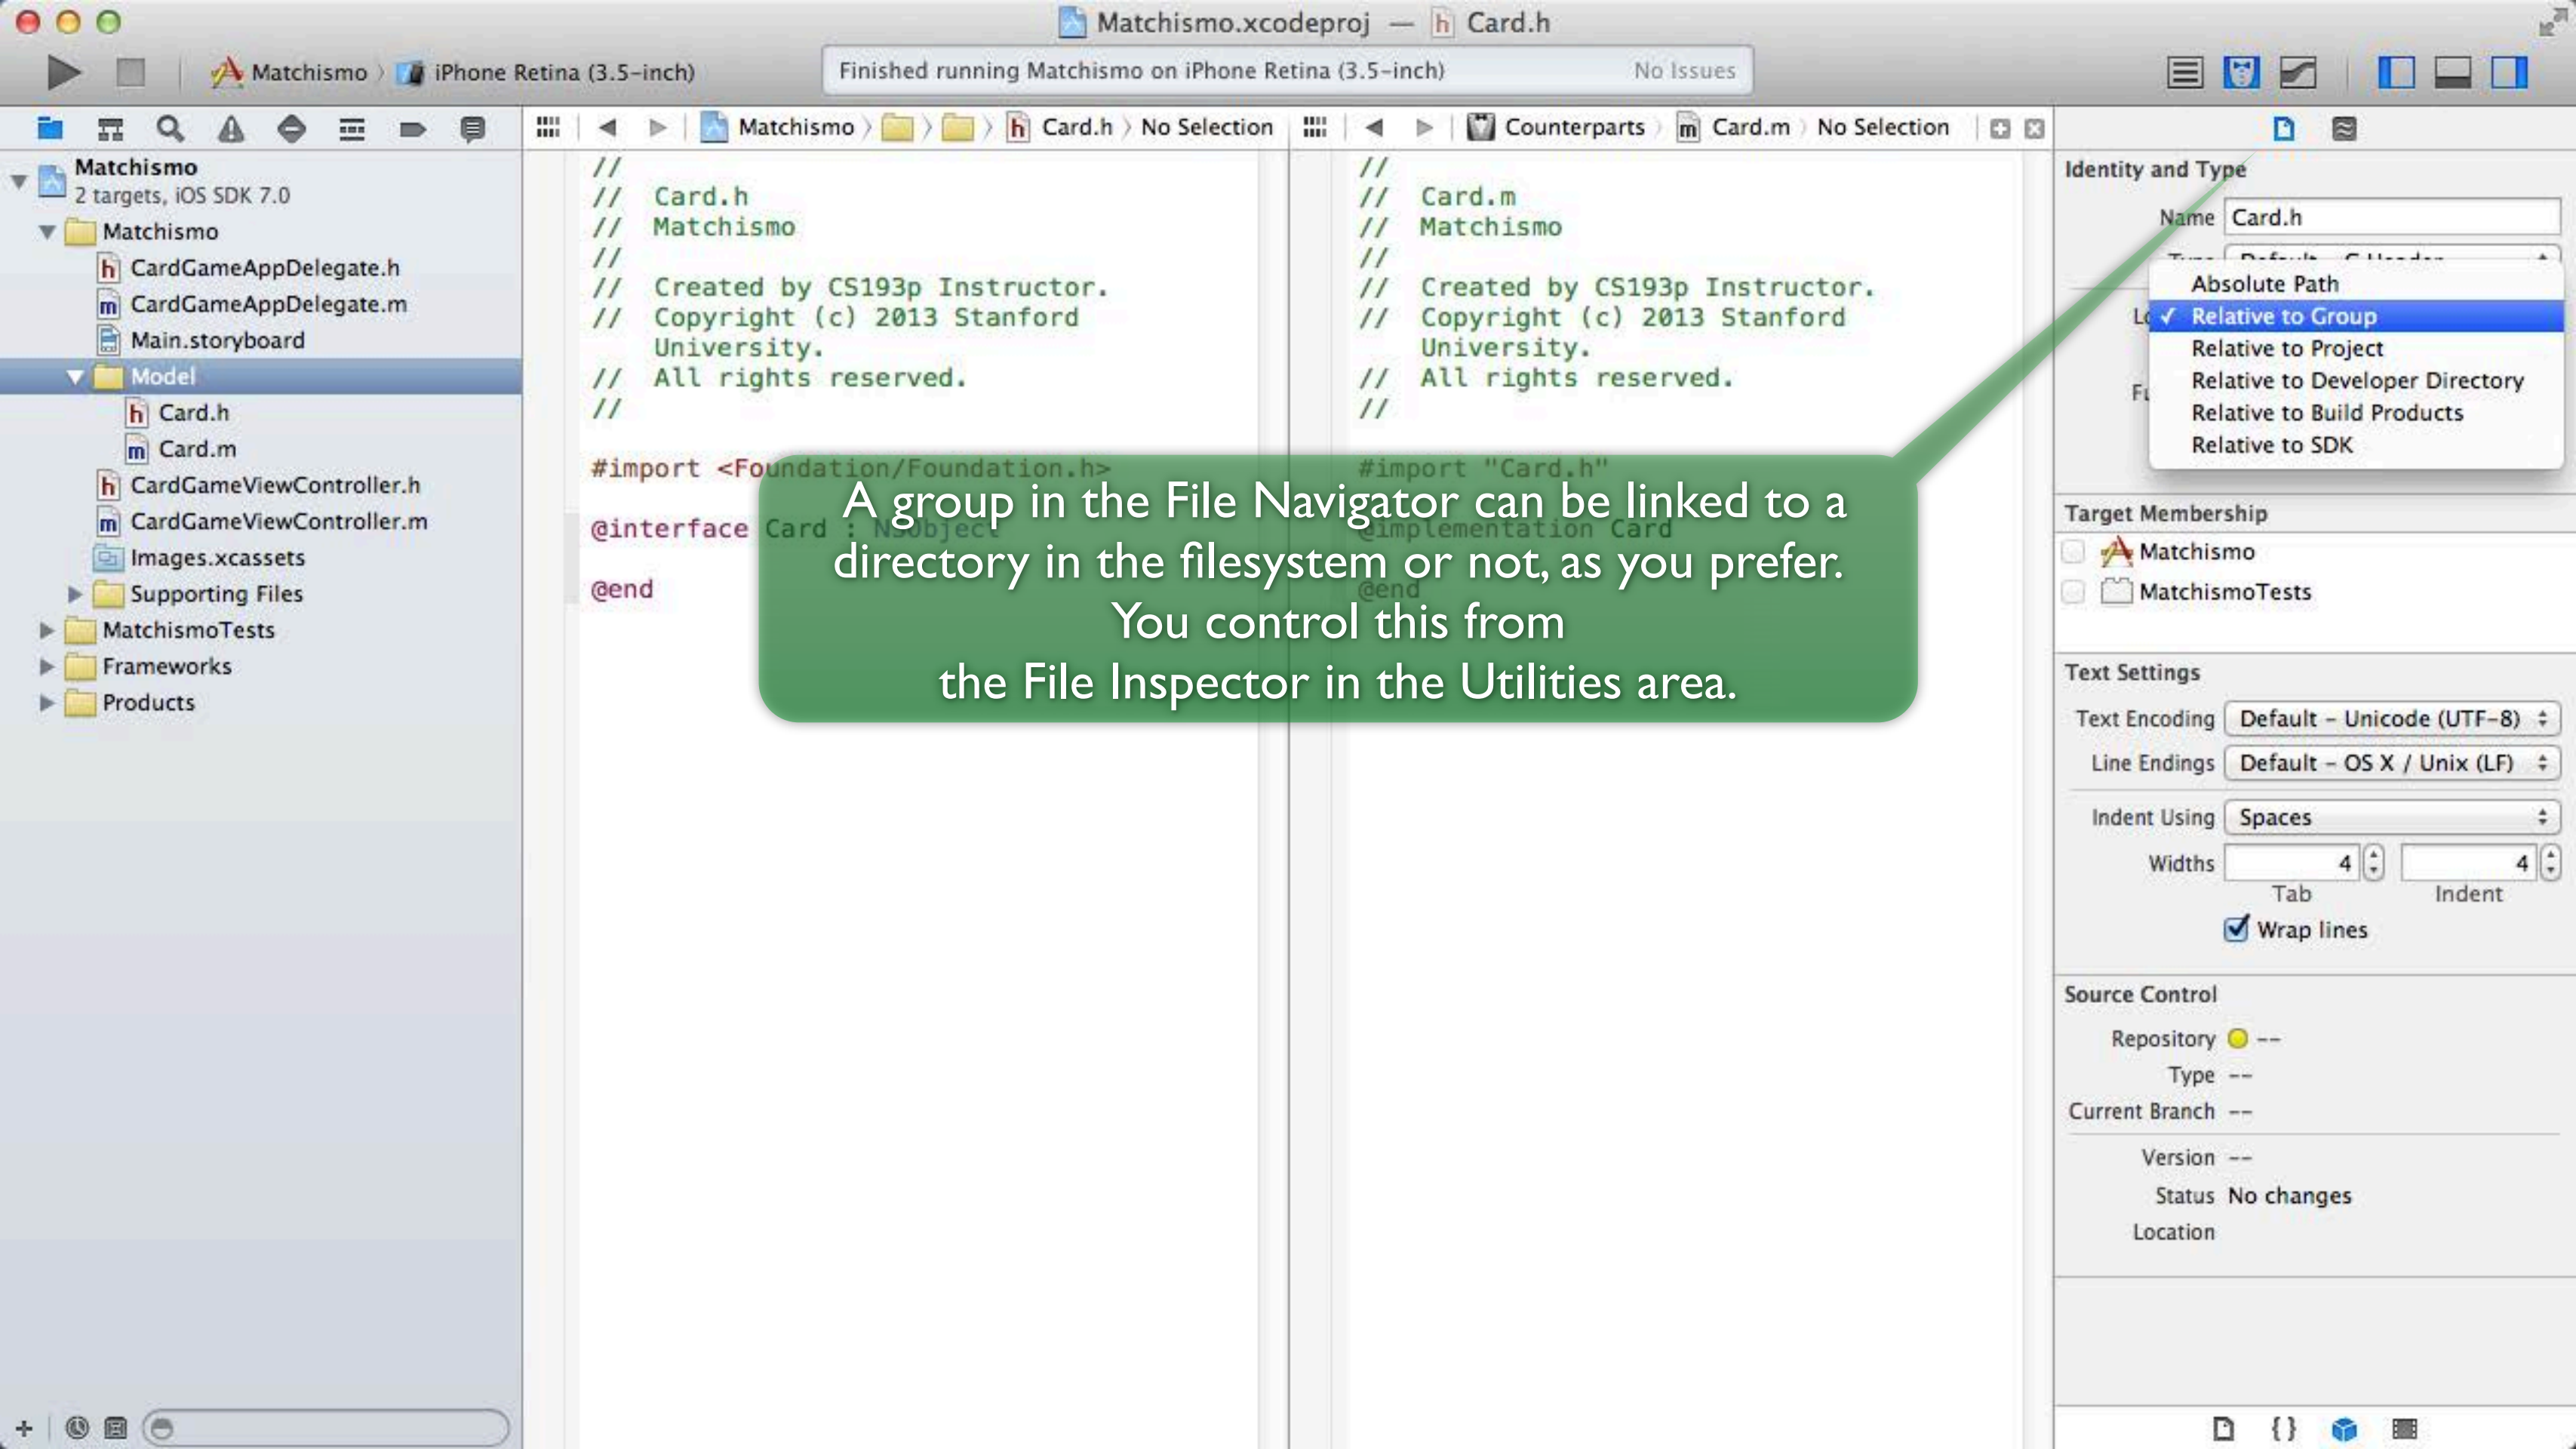 Matchismo.xcodeproj — h Card.h
Matchismo iPhone Retina (3.5-inch)
Finished running Matchismo on iPhone Retina (3.5-inch) No Issues
Matchismo h Card.h No Selection
Counterparts m Card.m No Selection
Matchismo
2 targets, iOS SDK 7.0
Matchismo
h CardGameAppDelegate.h
m CardGameAppDelegate.m
Main.storyboard
Model
h Card.h
m Card.m
h CardGameViewController.h
m CardGameViewController.m
Images.xcassets
Supporting Files
MatchismoTests
Frameworks
Products
//
// Card.h
// Matchismo
//
// Created by CS193p Instructor.
// Copyright (c) 2013 Stanford
University.
// All rights reserved.
//
#import <Foundation/Foundation.h>
@interface Card : NSObject
@end
//
// Card.m
// Matchismo
//
// Created by CS193p Instructor.
// Copyright (c) 2013 Stanford
University.
// All rights reserved.
//
#import "Card.h"
@implementation Card
@end
A group in the File Navigator can be linked to a
directory in the filesystem or not, as you prefer.
You control this from
the File Inspector in the Utilities area.
Identity and Type
Name Card.h
Absolute Path
✓ Relative to Group
Relative to Project
Relative to Developer Directory
Relative to Build Products
Relative to SDK
Target Membership
Matchismo
MatchismoTests
Text Settings
Text Encoding Default – Unicode (UTF-8)
Line Endings Default – OS X / Unix (LF)
Indent Using Spaces
Widths 4 4
Tab Indent
Wrap lines
Source Control
Repository --
Type --
Current Branch --
Version --
Status No changes
Location